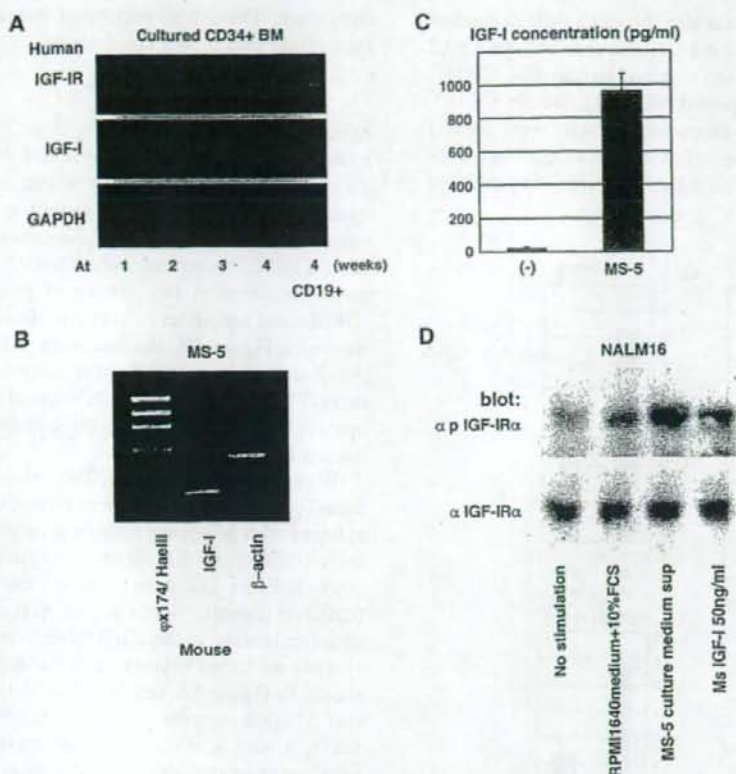 A
Cultured CD34+ BM
Human
IGF-IR
IGF-I
GAPDH
At 1 2 3 4 4 (weeks)
CD19+
B
MS-5
φx174/ HaeIII
IGF-I
β-actin
Mouse
C
IGF-I concentration (pg/ml)
1000
800
600
400
200
0
(-)
MS-5
D
NALM16
blot:
α p IGF-IRα
α IGF-IRα
No stimulation
RPMI1640medium+10%FCS
MS-5 culture medium sup
Ms IGF-I 50ng/ml